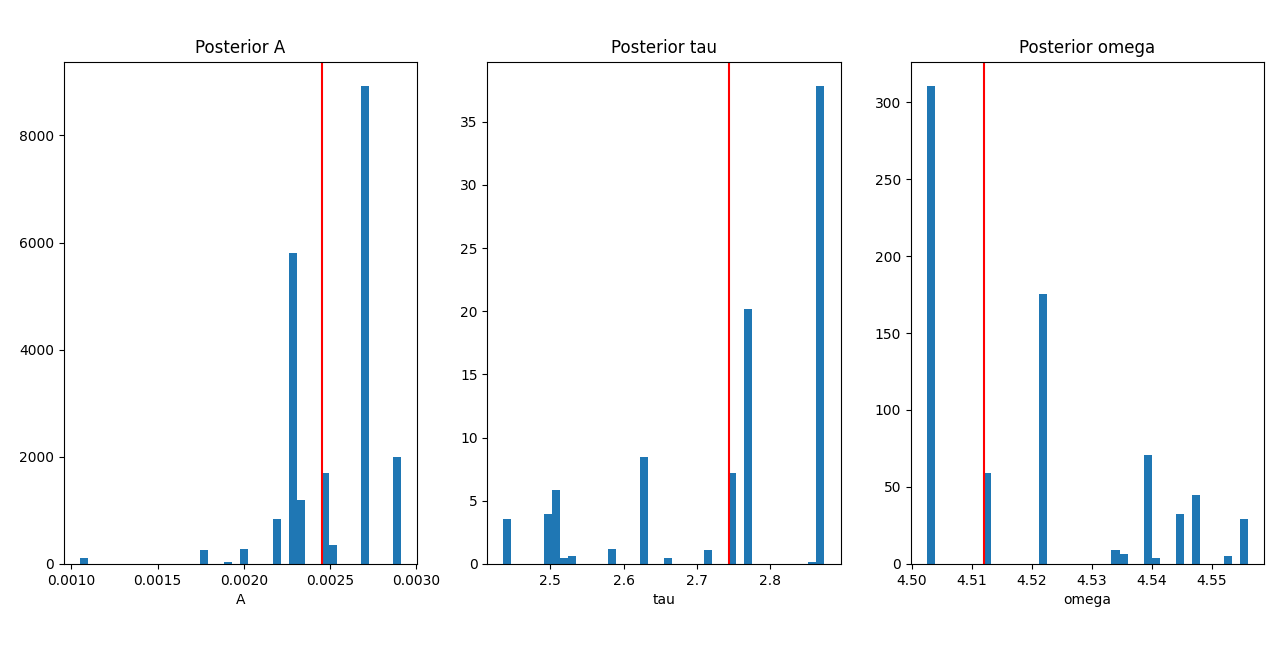 Posterior A
8000
6000
4000
2000
0
0.0010 0.0015 0.0020 0.0025 0.0030
A
Posterior tau
35
30
25
20
15
10
5
0
2.5 2.6 2.7 2.8
tau
Posterior omega
300
250
200
150
100
50
0
4.50 4.51 4.52 4.53 4.54 4.55
omega